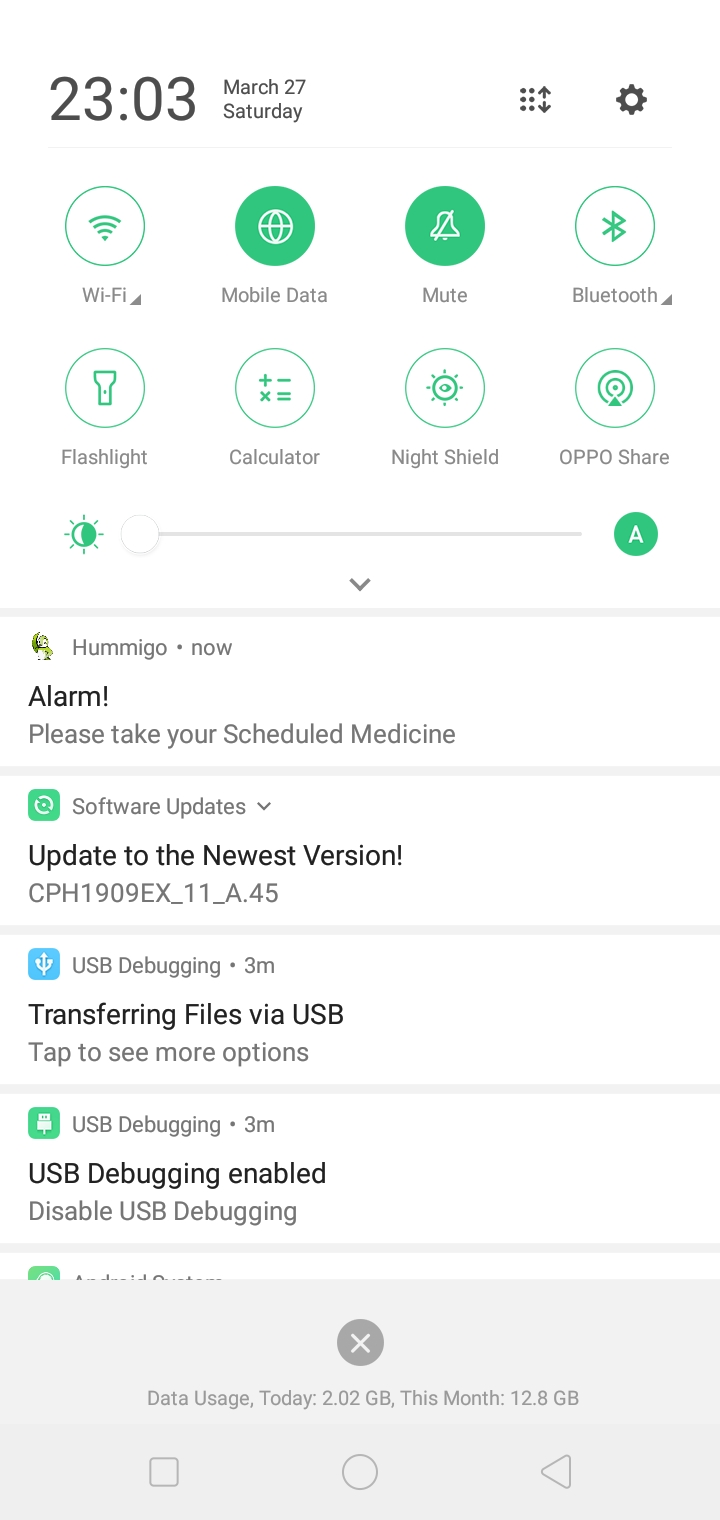 23:03
March 27
Saturday
Wi-Fi
Mobile Data
Mute
Bluetooth
Flashlight
Calculator
Night Shield
OPPO Share
A
Hummigo • now
Alarm!
Please take your Scheduled Medicine
Software Updates
Update to the Newest Version!
CPH1909EX_11_A.45
USB Debugging • 3m
Transferring Files via USB
Tap to see more options
USB Debugging • 3m
USB Debugging enabled
Disable USB Debugging
Android System
Data Usage, Today: 2.02 GB, This Month: 12.8 GB